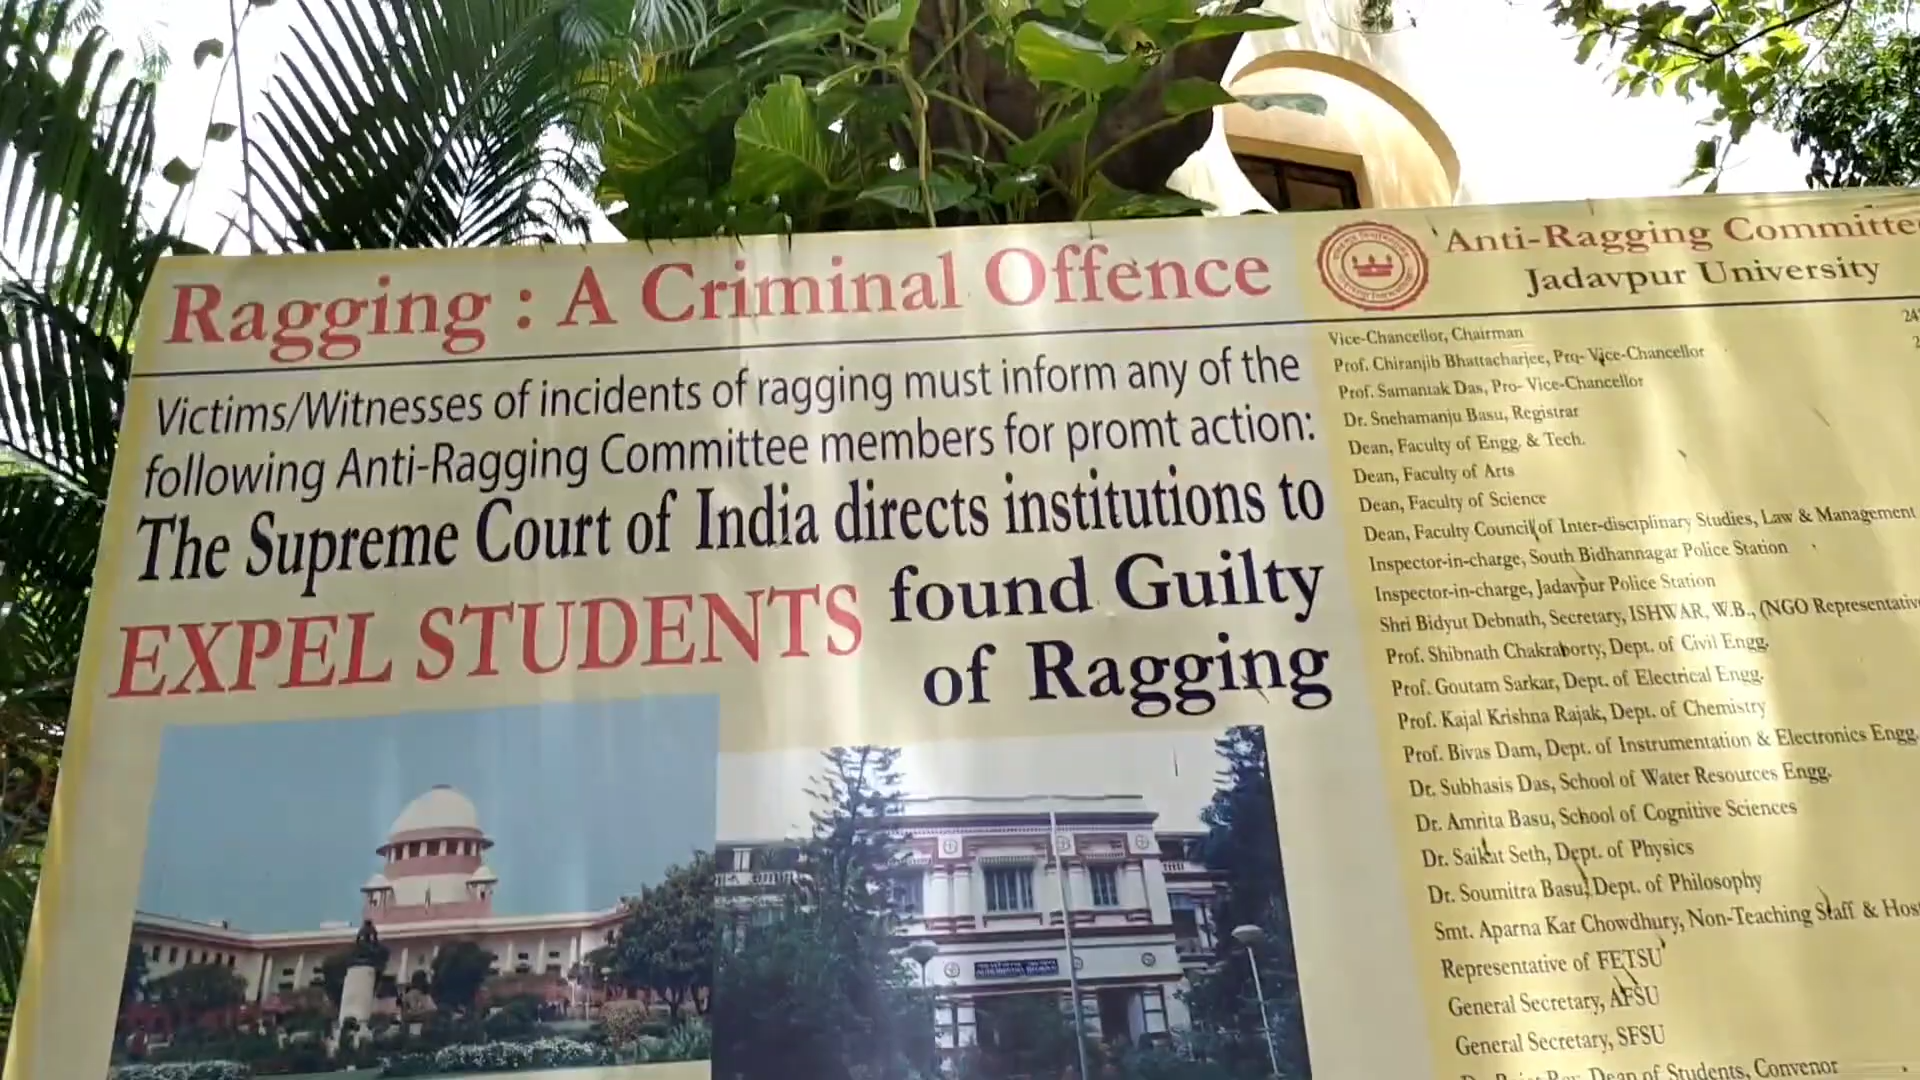 Ragging : A Criminal Offence
Victims/Witnesses of incidents of ragging must inform any of the
following Anti-Ragging Committee members for promt action:
The Supreme Court of India directs institutions to
EXPEL STUDENTS found Guilty
of Ragging
Anti-Ragging Committee
Jadavpur University
Vice-Chancellor, Chairman
Prof. Chiranjib Bhattacharjee, Pro- Vice-Chancellor
Prof. Samantak Das, Pro- Vice-Chancellor
Dr. Snehamanju Basu, Registrar
Dean, Faculty of Engg. & Tech.
Dean, Faculty of Arts
Dean, Faculty of Science
Dean, Faculty Council of Inter-disciplinary Studies, Law & Management
Inspector-in-charge, South Bidhannagar Police Station
Inspector-in-charge, Jadavpur Police Station
Shri Bidyut Debnath, Secretary, ISHWAR, W.B., (NGO Representative
Prof. Shibnath Chakraborty, Dept. of Civil Engg.
Prof. Goutam Sarkar, Dept. of Electrical Engg.
Prof. Kajal Krishna Rajak, Dept. of Chemistry
Prof. Bivas Dam, Dept. of Instrumentation & Electronics Engg.
Dr. Subhasis Das, School of Water Resources Engg.
Dr. Amrita Basu, School of Cognitive Sciences
Dr. Saikat Seth, Dept. of Physics
Dr. Soumitra Basu, Dept. of Philosophy
Smt. Aparna Kar Chowdhury, Non-Teaching Staff & Host
Representative of FETSU
General Secretary, AFSU
General Secretary, SFSU
Dean of Students, Convenor